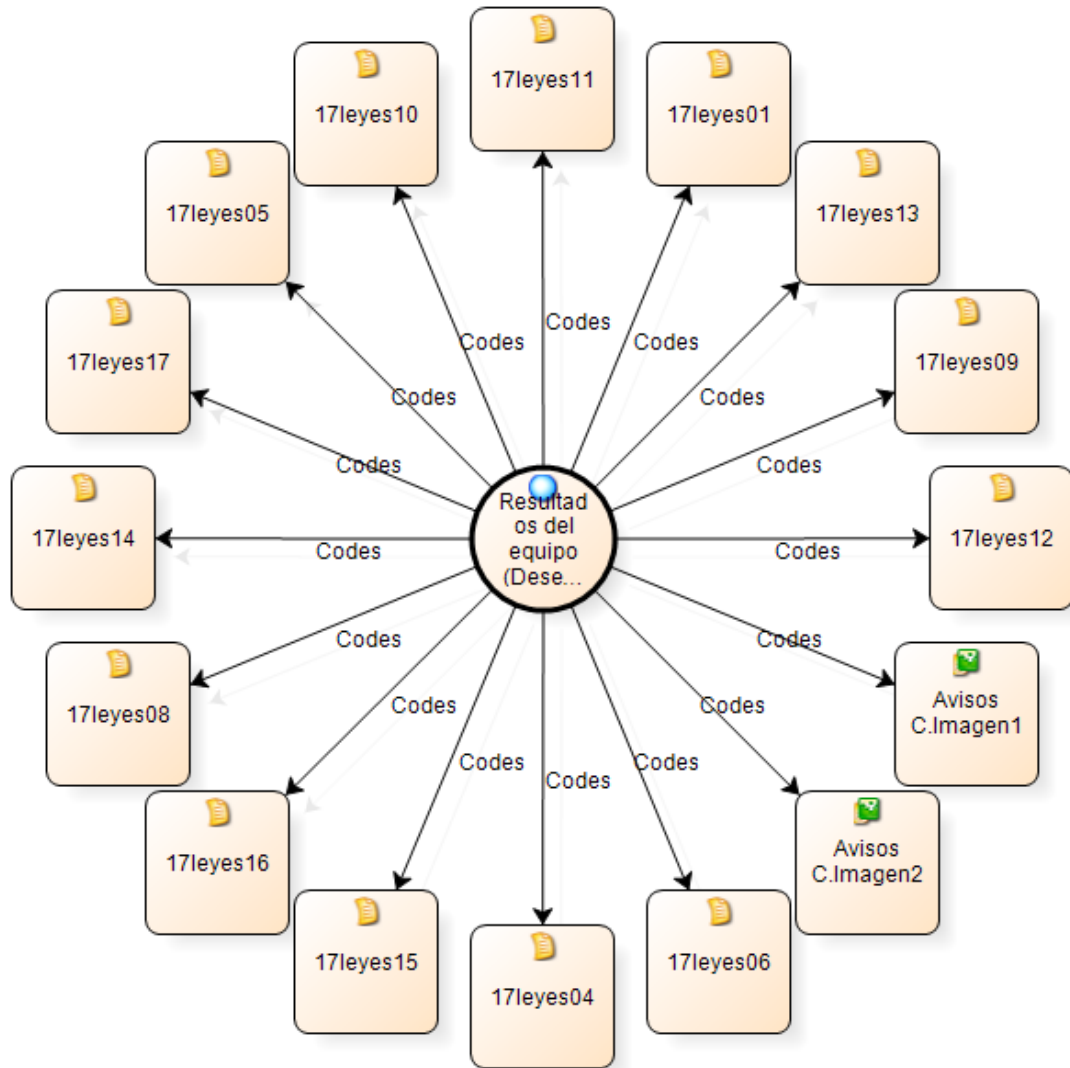 17leyes11
17leyes10
17leyes01
17leyes05
17leyes13
17leyes17
17leyes09
Codes
Codes
Codes
Codes
Codes
Codes
Codes
Resultad
os del
equipo
(Dese...
17leyes14
Codes
Codes
17leyes12
17leyes08
Codes
Codes
Avisos
C.Imagen1
Codes
Codes
17leyes16
Codes
Codes
Codes
Avisos
C.Imagen2
17leyes15
17leyes04
17leyes06